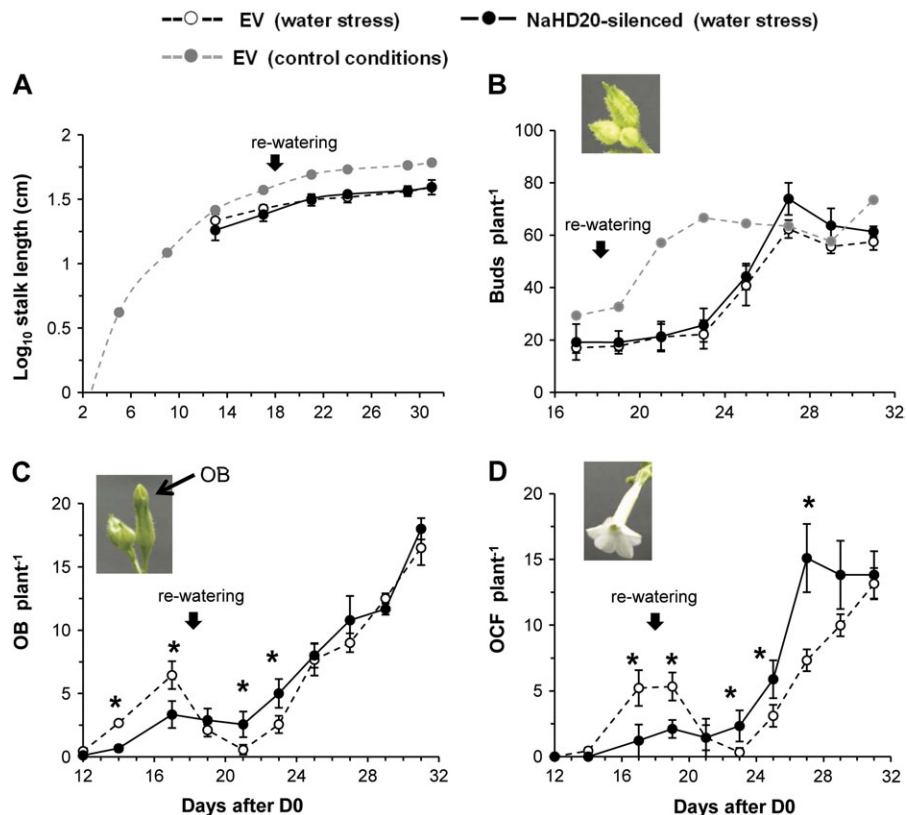 EV (water stress)
NaHD20-silenced (water stress)
EV (control conditions)
A
re-watering
Log₁₀ stalk length (cm)
2
1.5
1
0.5
0
2 6 10 14 18 22 26 30
B
re-watering
Buds plant⁻¹
100
80
60
40
20
0
16 20 24 28 32
C
OB
re-watering
OB plant⁻¹
20
15
10
5
0
* * * *
12 16 20 24 28 32
Days after D0
D
re-watering
OCF plant⁻¹
20
15
10
5
0
* * * * *
12 16 20 24 28 32
Days after D0